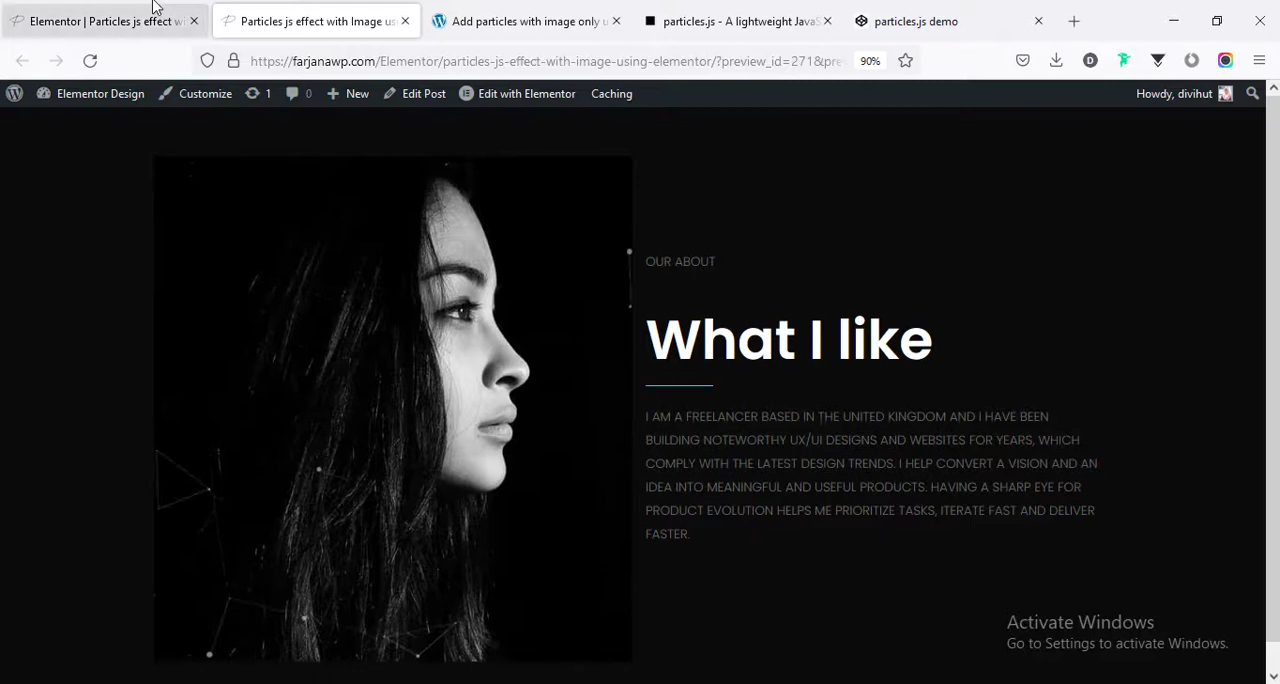 Elementor | Particles js effect wi
Particles js effect with Image us
Add particles with image only u
particles.js - A lightweight JavaS
particles.js demo
https://farjanawp.com/Elementor/particles-js-effect-with-image-using-elementor/?preview_id=271&pre
90%
Elementor Design
Customize
1
0
New
Edit Post
Edit with Elementor
Caching
Howdy, divihut
OUR ABOUT
What I like
I AM A FREELANCER BASED IN THE UNITED KINGDOM AND I HAVE BEEN
BUILDING NOTEWORTHY UX/UI DESIGNS AND WEBSITES FOR YEARS, WHICH
COMPLY WITH THE LATEST DESIGN TRENDS. I HELP CONVERT A VISION AND AN
IDEA INTO MEANINGFUL AND USEFUL PRODUCTS. HAVING A SHARP EYE FOR
PRODUCT EVOLUTION HELPS ME PRIORITIZE TASKS, ITERATE FAST AND DELIVER
FASTER.
Activate Windows
Go to Settings to activate Windows.